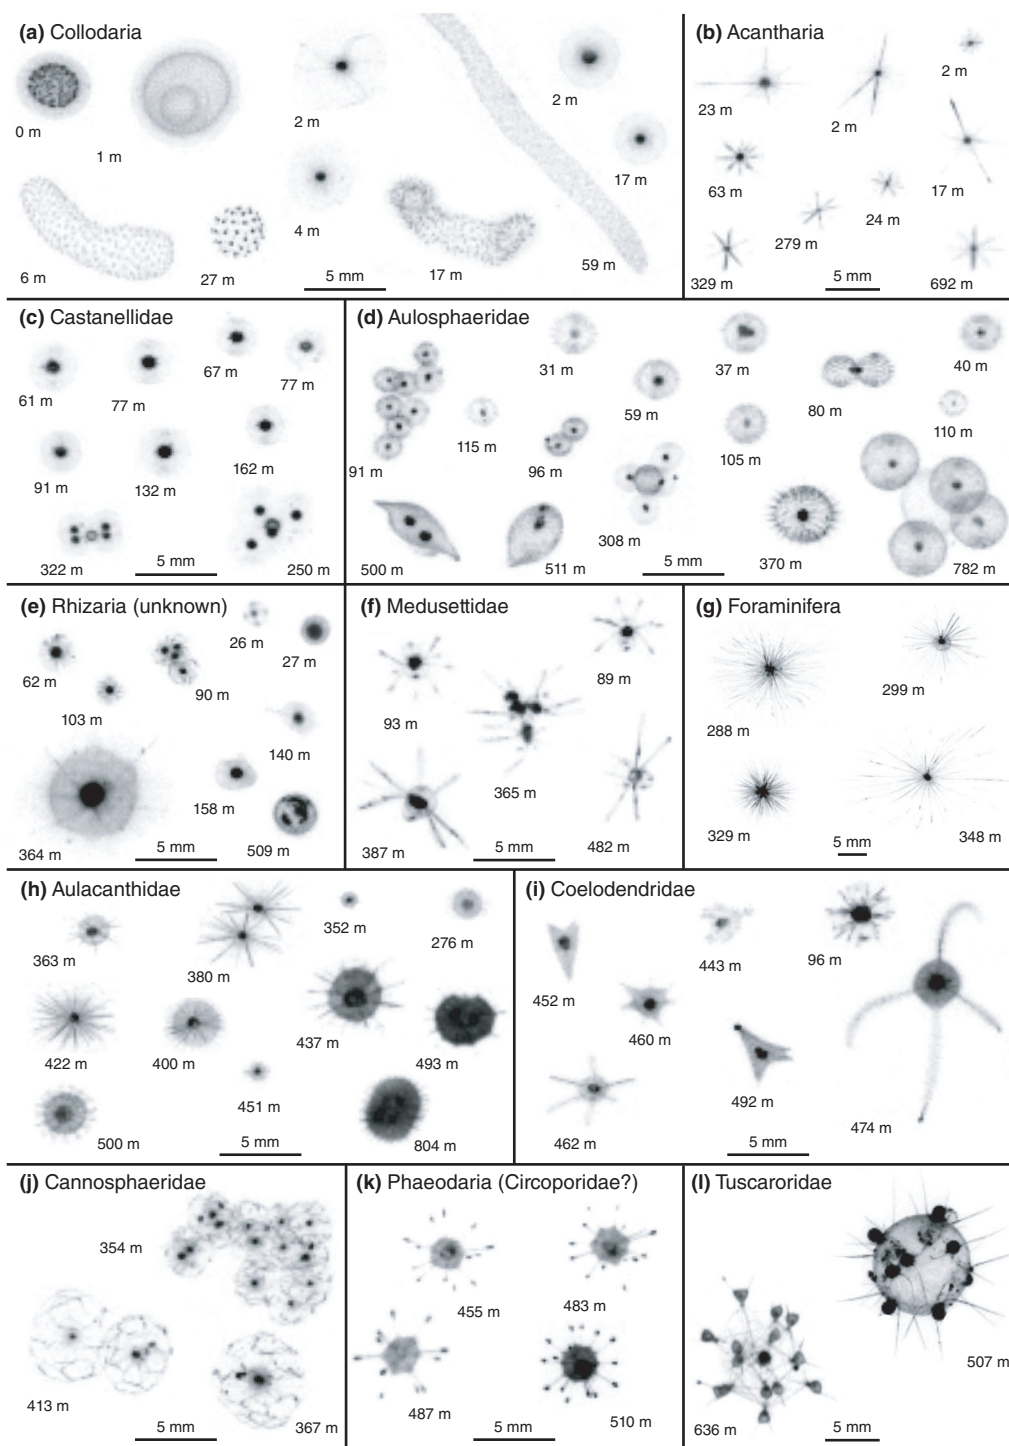 (a) Collodaria
0 m
1 m
2 m
2 m
4 m
17 m
6 m
27 m
5 mm
17 m
59 m
(b) Acantharia
23 m
2 m
2 m
63 m
17 m
24 m
279 m
329 m
5 mm
692 m
(c) Castanellidae
61 m
77 m
67 m
77 m
91 m
132 m
162 m
322 m
5 mm
250 m
(d) Aulosphaeridae
31 m
37 m
40 m
59 m
80 m
91 m
115 m
96 m
105 m
110 m
308 m
500 m
511 m
5 mm
370 m
782 m
(e) Rhizaria (unknown)
26 m
27 m
62 m
90 m
103 m
140 m
158 m
364 m
5 mm
509 m
(f) Medusettidae
89 m
93 m
365 m
387 m
5 mm
482 m
(g) Foraminifera
288 m
299 m
329 m
5 mm
348 m
(h) Aulacanthidae
363 m
380 m
352 m
276 m
422 m
400 m
437 m
493 m
451 m
500 m
5 mm
804 m
(i) Coelodendridae
452 m
443 m
96 m
460 m
492 m
462 m
5 mm
474 m
(j) Cannosphaeridae
354 m
413 m
5 mm
367 m
(k) Phaeodaria (Circoporidae?)
455 m
483 m
487 m
5 mm
510 m
(l) Tuscaroridae
507 m
636 m
5 mm